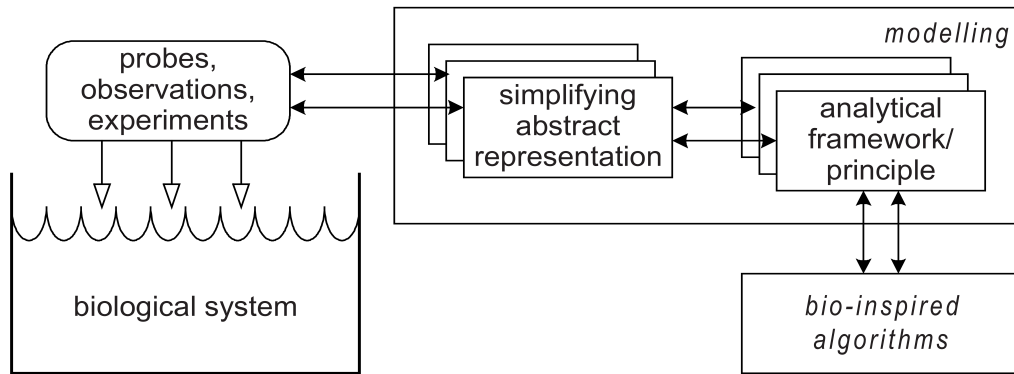 probes,
observations,
experiments
biological system
modelling
simplifying
abstract
representation
analytical
framework/
principle
bio-inspired
algorithms